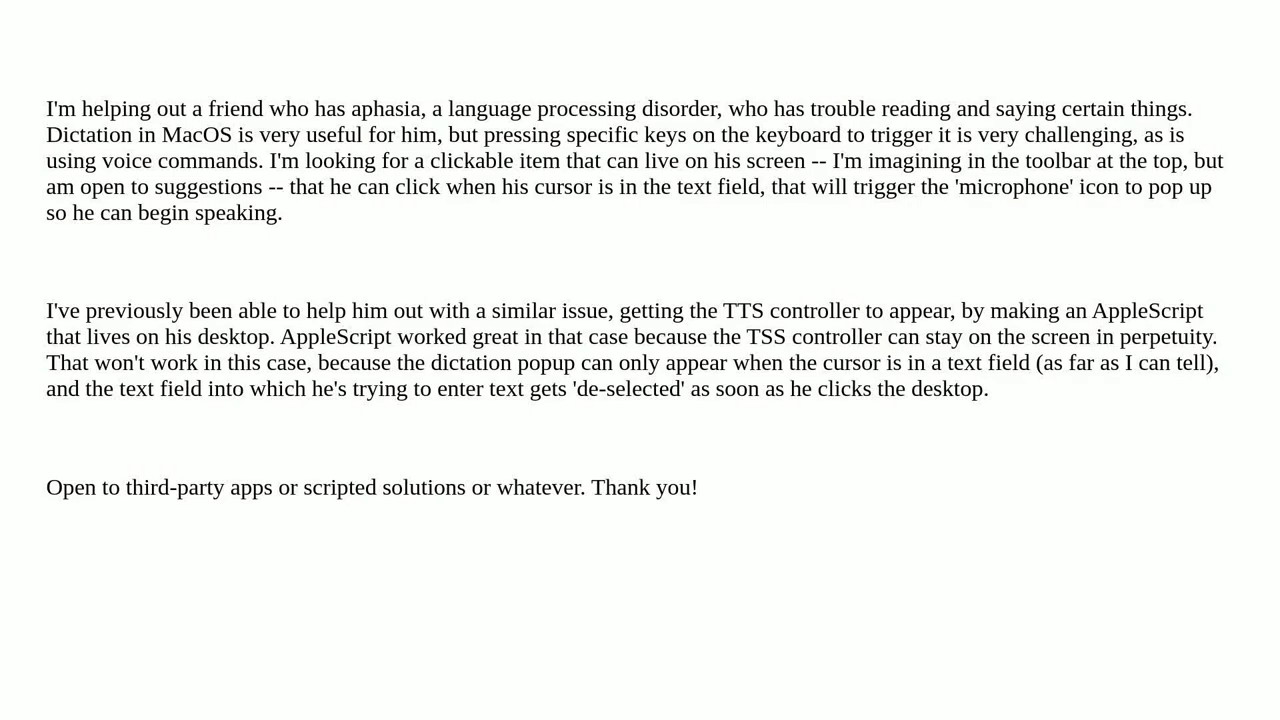 I'm helping out a friend who has aphasia, a language processing disorder, who has trouble reading and saying certain things.
Dictation in MacOS is very useful for him, but pressing specific keys on the keyboard to trigger it is very challenging, as is
using voice commands. I'm looking for a clickable item that can live on his screen -- I'm imagining in the toolbar at the top, but
am open to suggestions -- that he can click when his cursor is in the text field, that will trigger the 'microphone' icon to pop up
so he can begin speaking.
I've previously been able to help him out with a similar issue, getting the TTS controller to appear, by making an AppleScript
that lives on his desktop. AppleScript worked great in that case because the TSS controller can stay on the screen in perpetuity.
That won't work in this case, because the dictation popup can only appear when the cursor is in a text field (as far as I can tell),
and the text field into which he's trying to enter text gets 'de-selected' as soon as he clicks the desktop.
Open to third-party apps or scripted solutions or whatever. Thank you!